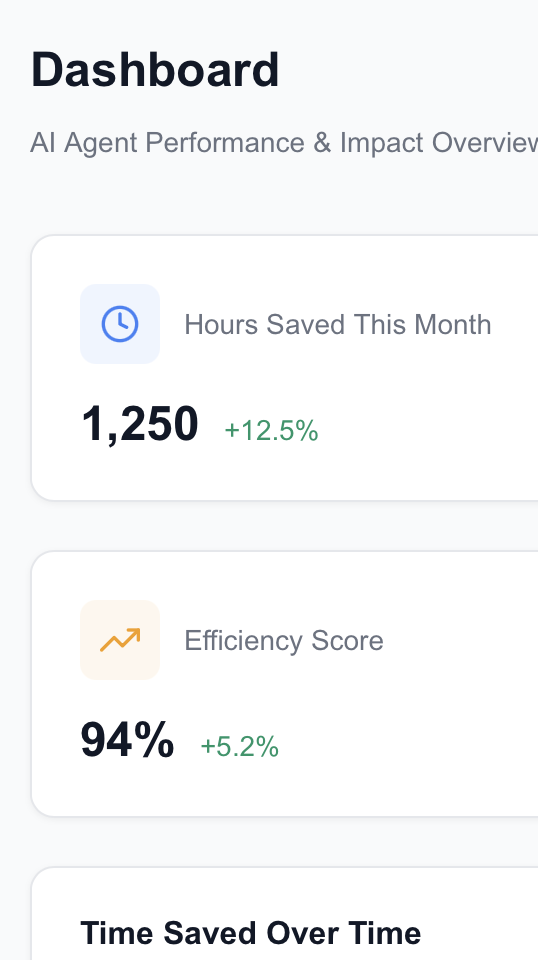 Dashboard
AI Agent Performance & Impact Overview
Hours Saved This Month
1,250 +12.5%
Efficiency Score
94% +5.2%
Time Saved Over Time